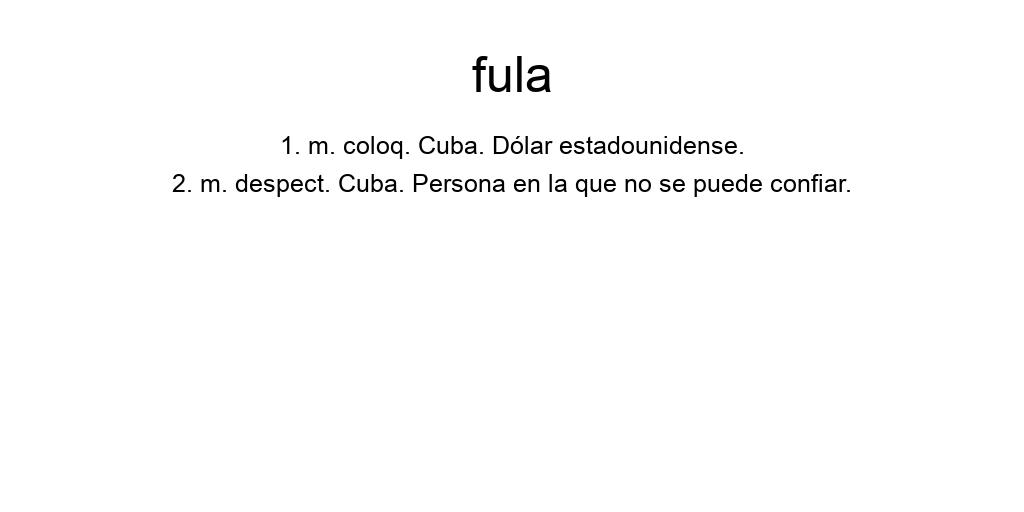 fula
1. m. coloq. Cuba. Dólar estadounidense.
2. m. despect. Cuba. Persona en la que no se puede confiar.